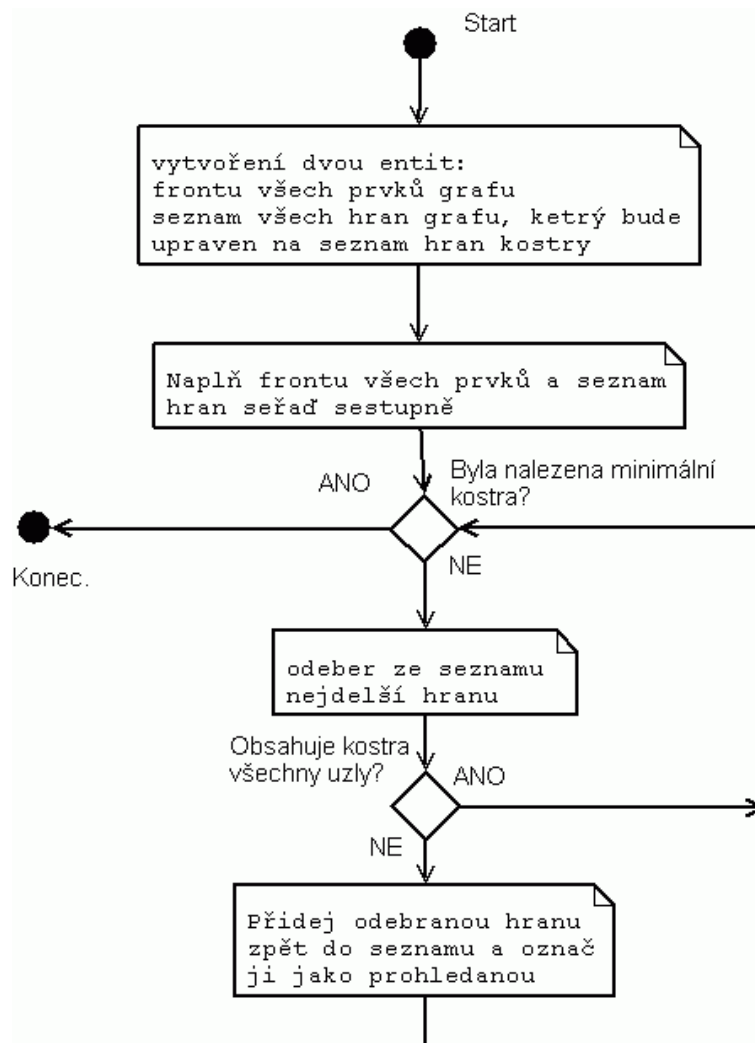 Start
vytvoření dvou entit:
frontu všech prvků grafu
seznam všech hran grafu, ketrý bude
upraven na seznam hran kostry
Naplň frontu všech prvků a seznam
hran seřaď sestupně
ANO
Byla nalezena minimální
kostra?
Konec.
NE
odeber ze seznamu
nejdelší hranu
Obsahuje kostra
všechny uzly?
ANO
NE
Přidej odebranou hranu
zpět do seznamu a označ
ji jako prohledanou